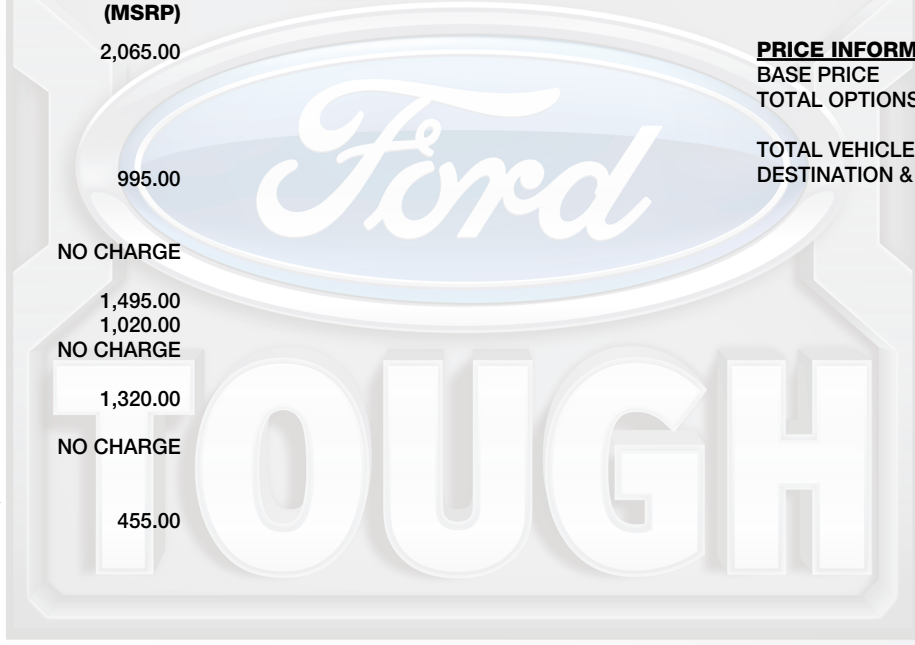 (MSRP)
2,065.00
995.00
NO CHARGE
1,495.00
1,020.00
NO CHARGE
1,320.00
NO CHARGE
455.00
PRICE INFORM
BASE PRICE
TOTAL OPTIONS
TOTAL VEHICLE
DESTINATION &
Ford
TOUGH